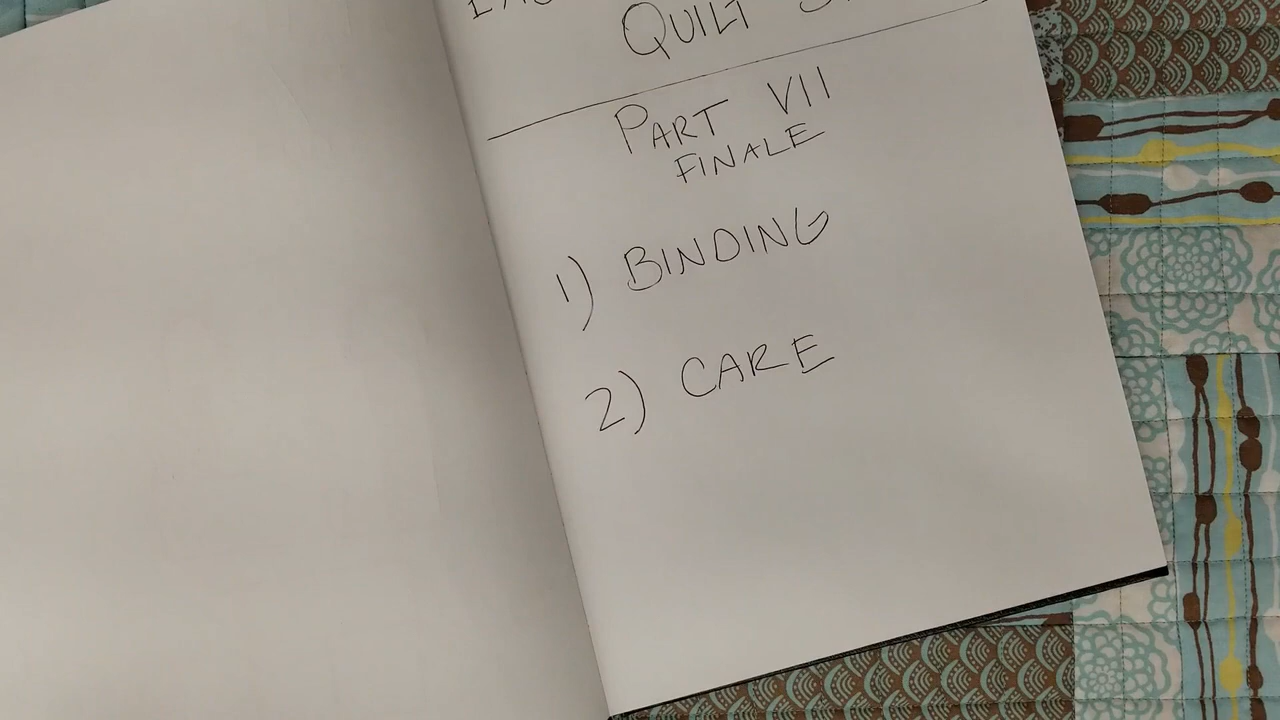 QUILT
PART VII
FINALE
1) BINDING
2) CARE